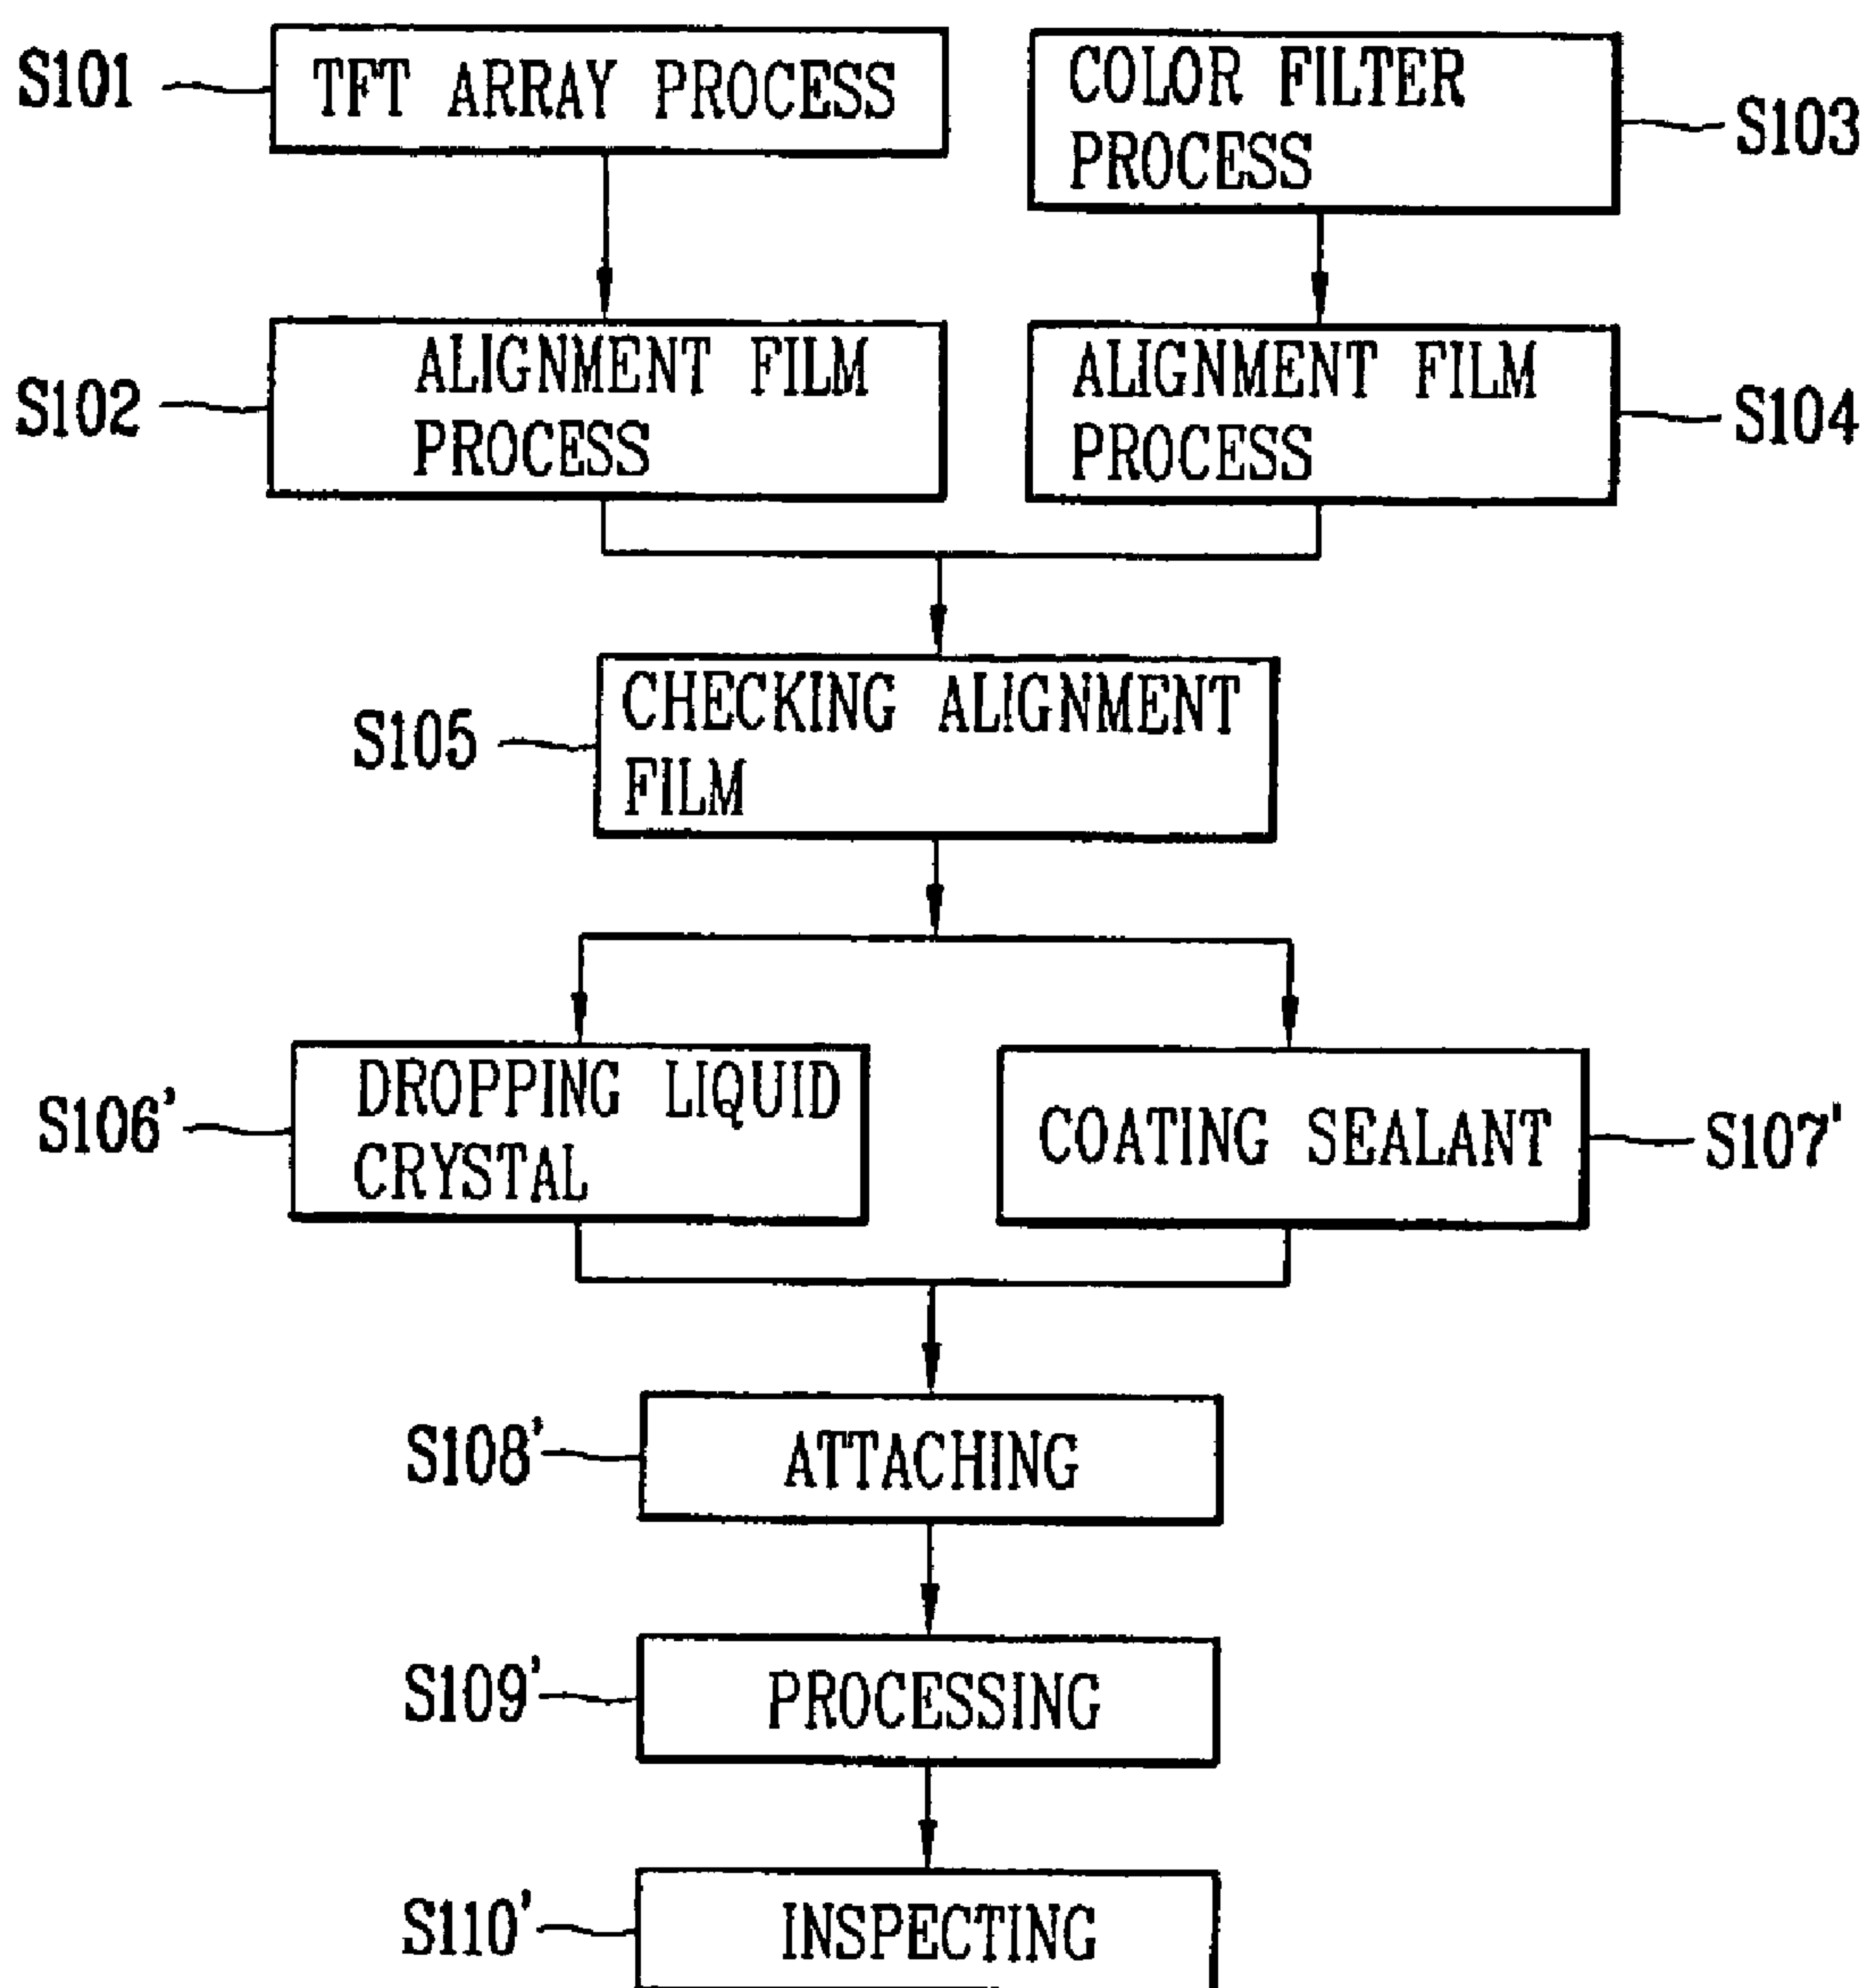 S101
TFT ARRAY PROCESS
COLOR FILTER
PROCESS
S103
S102
ALIGNMENT FILM
PROCESS
ALIGNMENT FILM
PROCESS
S104
S105
CHECKING ALIGNMENT
FILM
S106'
DROPPING LIQUID
CRYSTAL
COATING SEALANT
S107'
S108'
ATTACHING
S109'
PROCESSING
S110'
INSPECTING